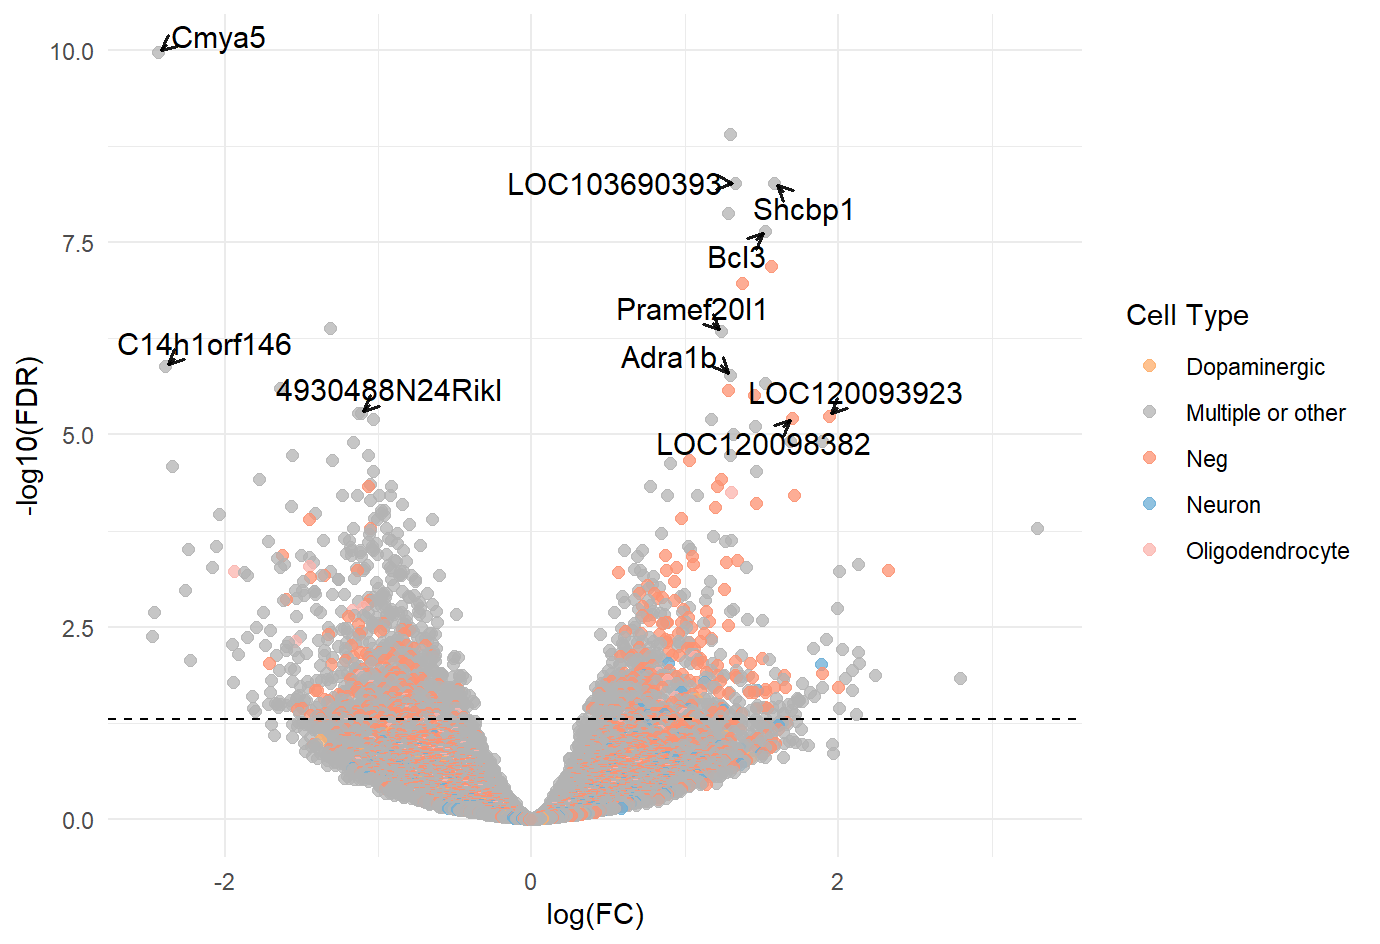 Cmya5
LOC103690393
Shcbp1
Bcl3
Pramef20l1
C14h1orf146
Adra1b
4930488N24Rikl
LOC120093923
LOC120098382
10.0
7.5
5.0
2.5
0.0
-log10(FDR)
-2
0
2
log(FC)
Cell Type
Dopaminergic
Multiple or other
Neg
Neuron
Oligodendrocyte